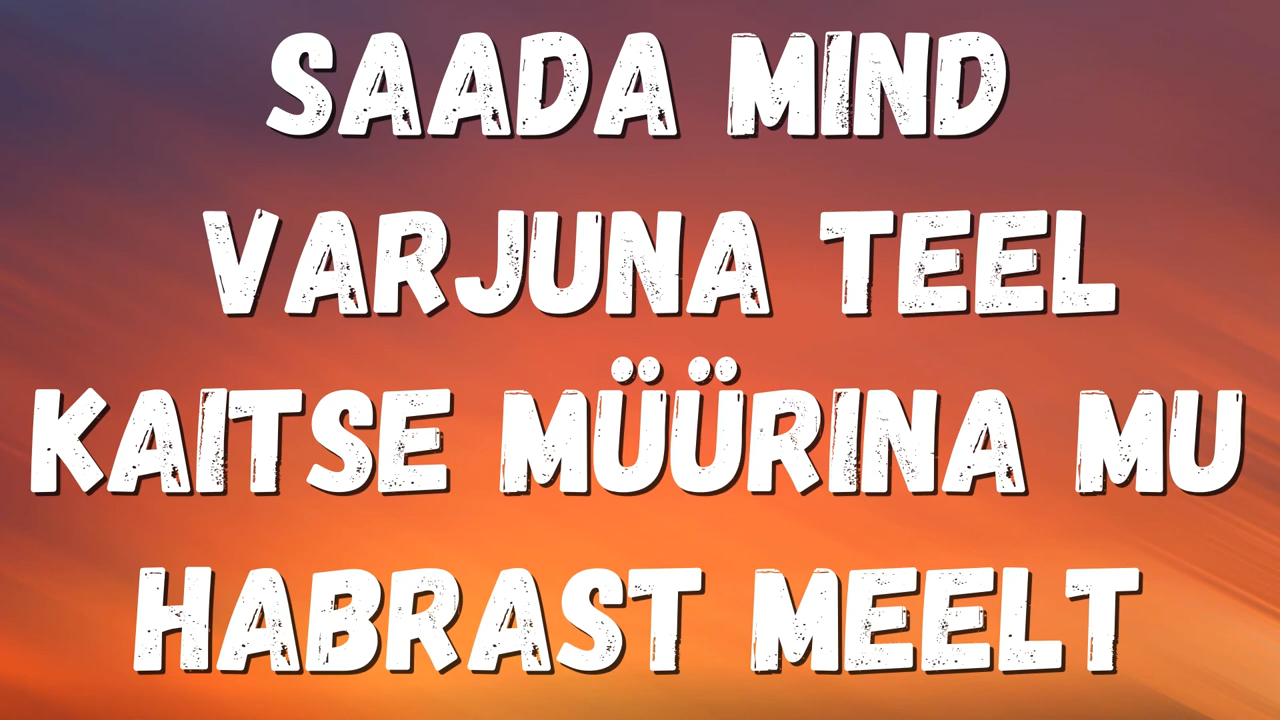 SAADA MIND
VARJUNA TEEL
KAITSE MÜÜRINA MU
HABRAST MEELT